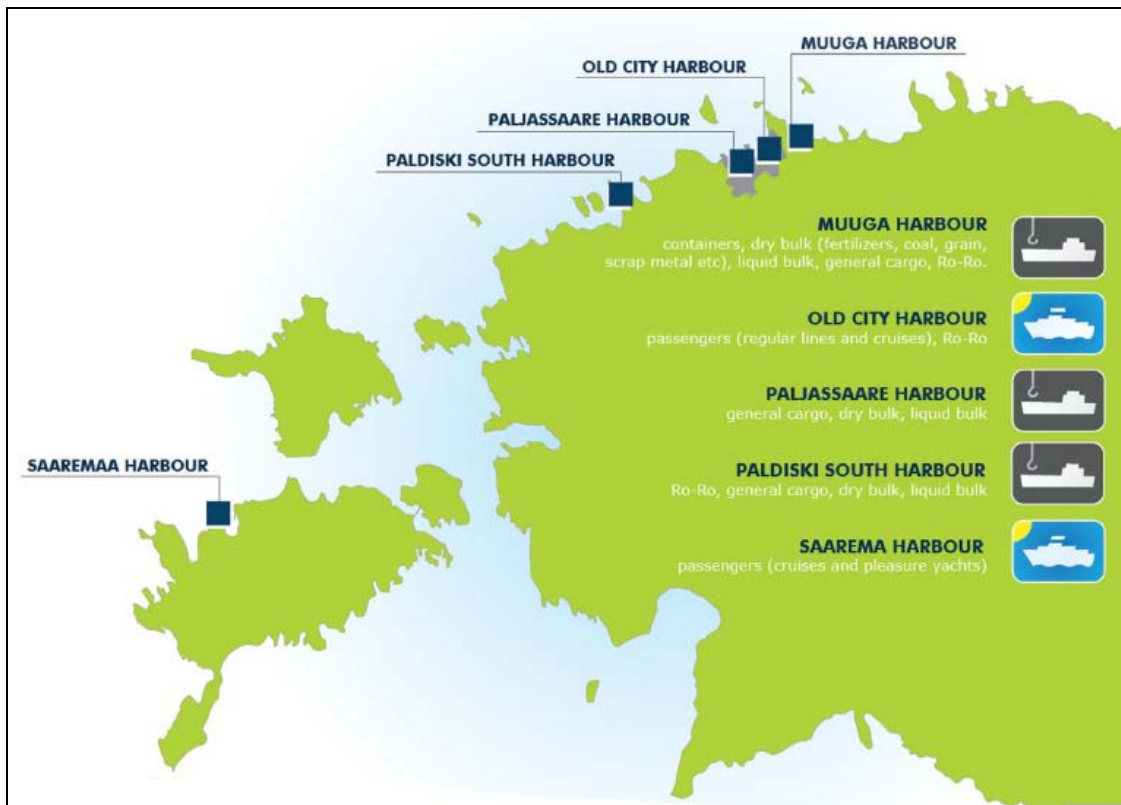 MUUGA HARBOUR
OLD CITY HARBOUR
PALJASSAARE HARBOUR
PALDISKI SOUTH HARBOUR
MUUGA HARBOUR
containers, dry bulk (fertilizers, coal, grain,
scrap metal etc), liquid bulk, general cargo, Ro-Ro.
OLD CITY HARBOUR
passengers (regular lines and cruises), Ro-Ro
PALJASSAARE HARBOUR
general cargo, dry bulk, liquid bulk
SAAREMAA HARBOUR
PALDISKI SOUTH HARBOUR
Ro-Ro, general cargo, dry bulk, liquid bulk
SAAREMA HARBOUR
passengers (cruises and pleasure yachts)